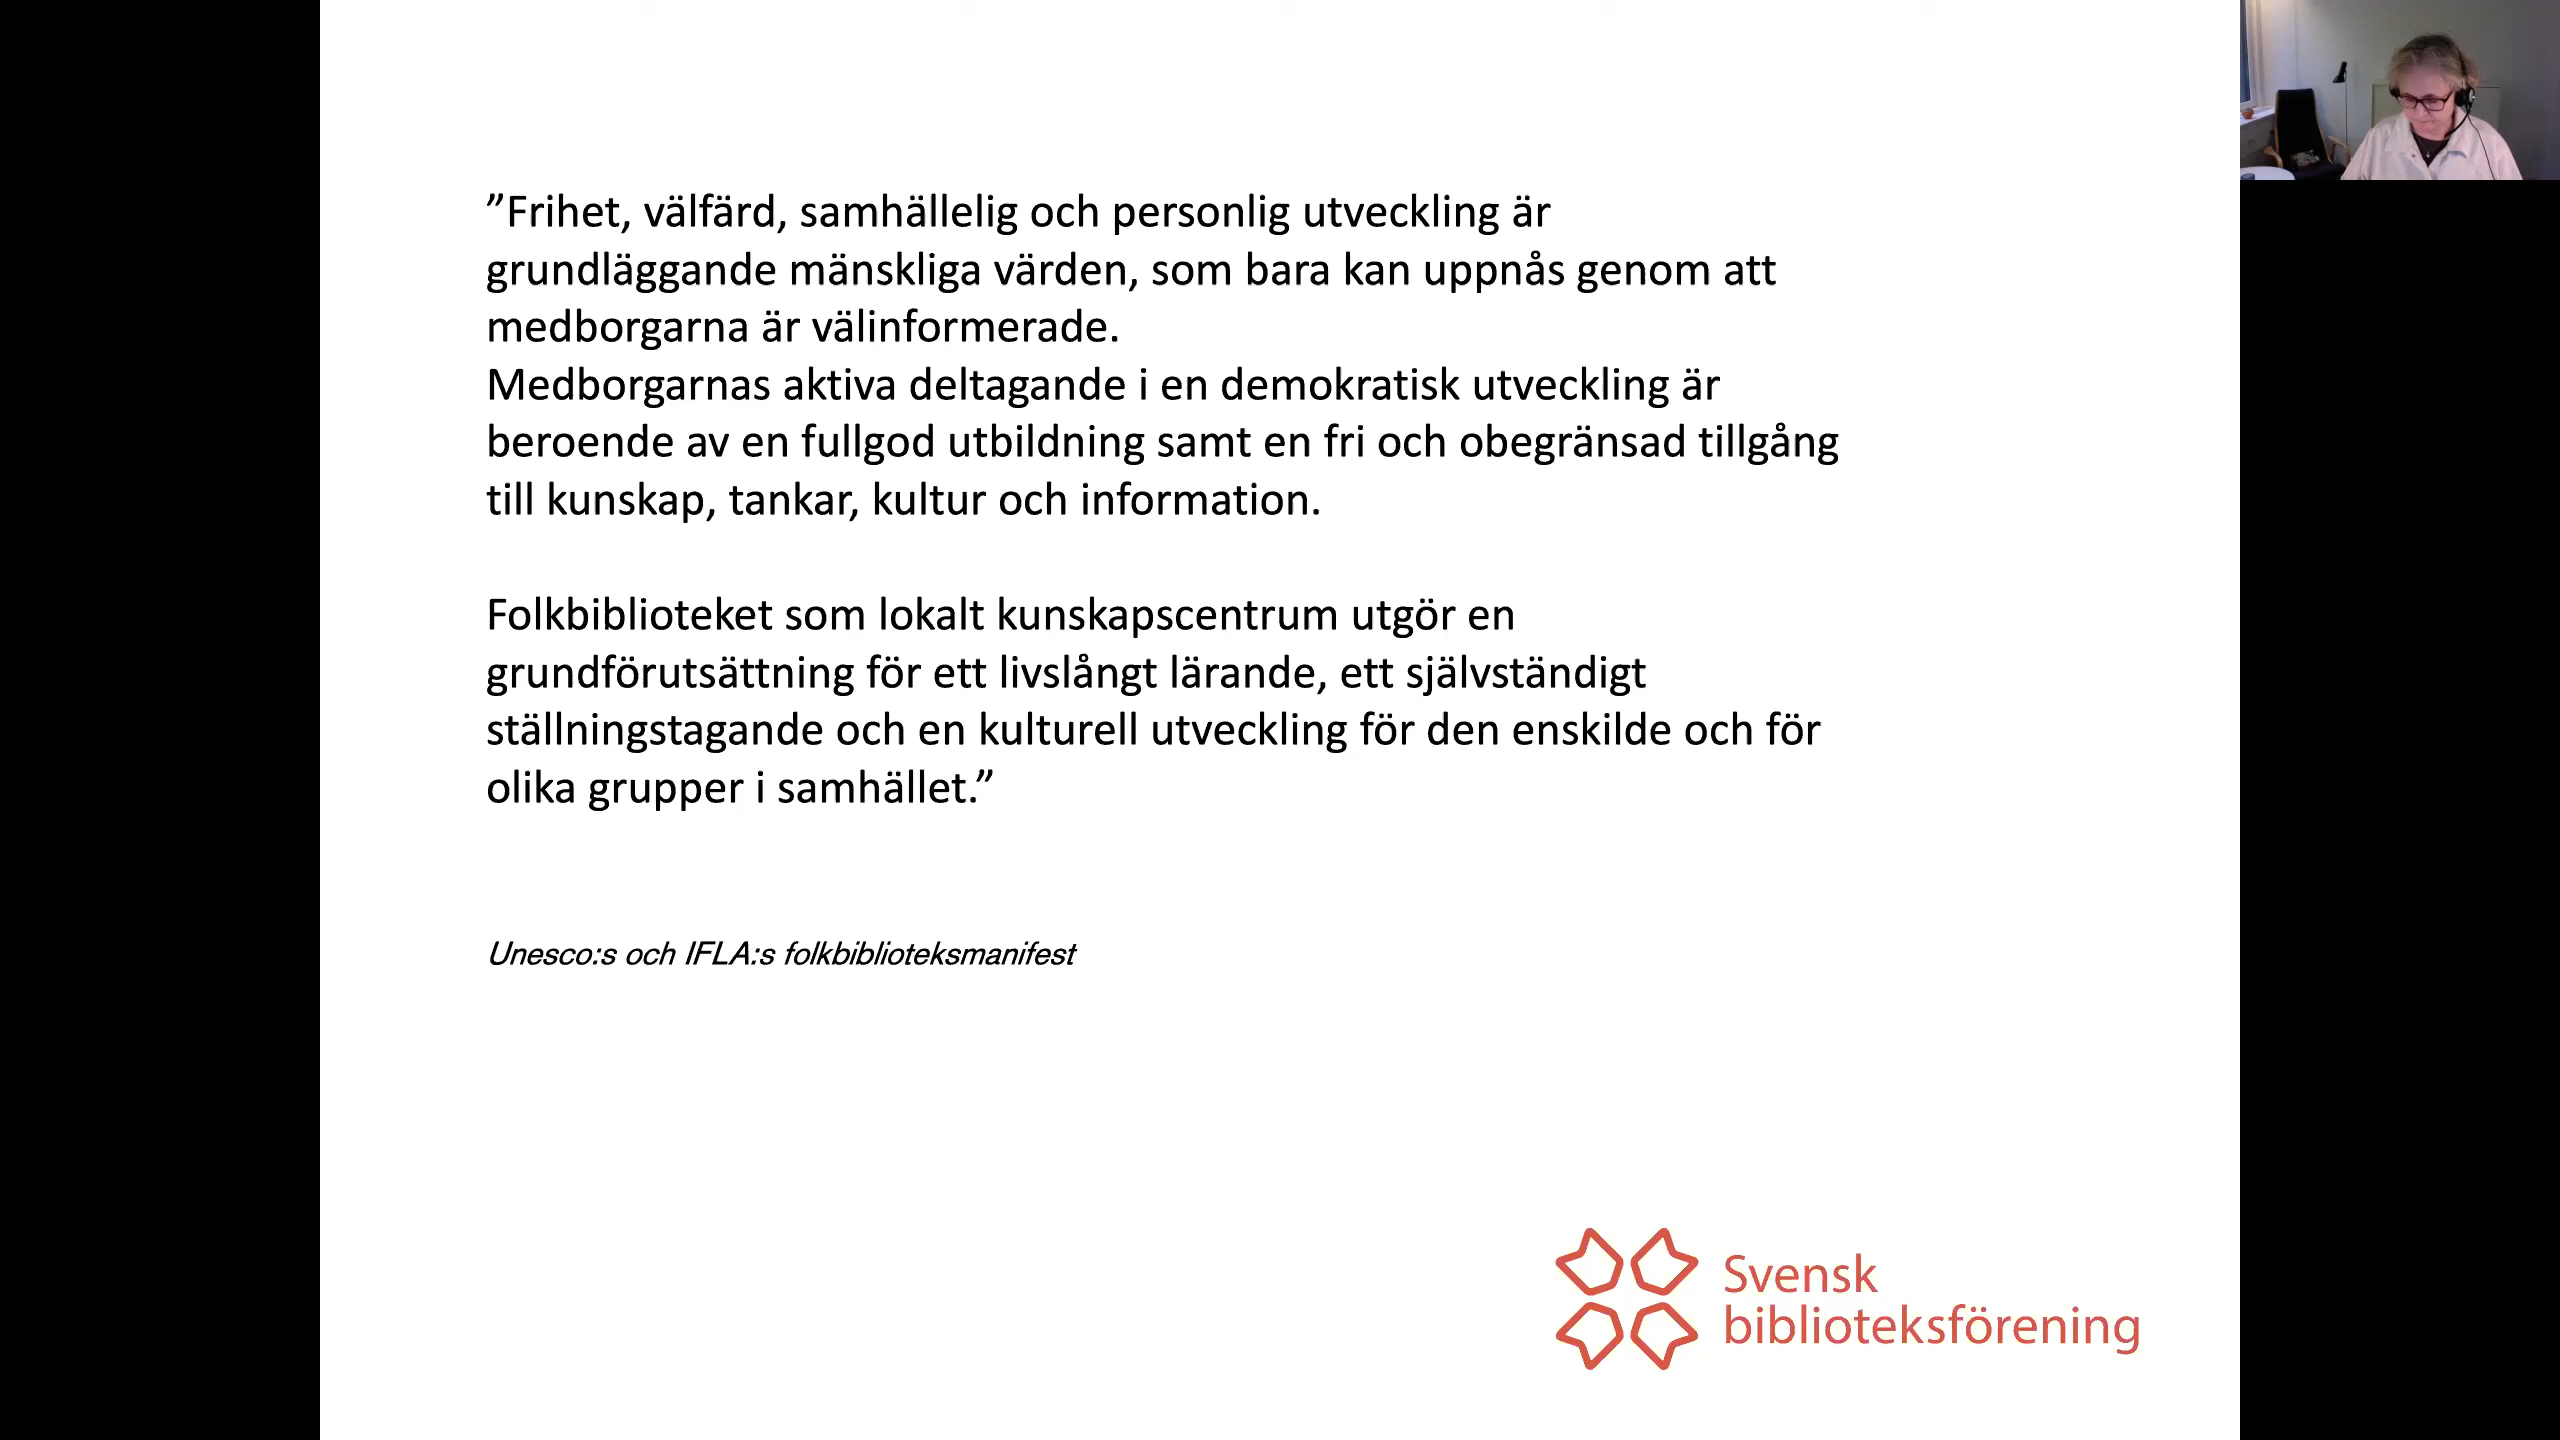 ”Frihet, välfärd, samhällelig och personlig utveckling är
grundläggande mänskliga värden, som bara kan uppnås genom att
medborgarna är välinformerade.
Medborgarnas aktiva deltagande i en demokratisk utveckling är
beroende av en fullgod utbildning samt en fri och obegränsad tillgång
till kunskap, tankar, kultur och information.
Folkbiblioteket som lokalt kunskapscentrum utgör en
grundförutsättning för ett livslångt lärande, ett självständigt
ställningstagande och en kulturell utveckling för den enskilde och för
olika grupper i samhället.”
Unesco:s och IFLA:s folkbiblioteksmanifest
Svensk
biblioteksförening